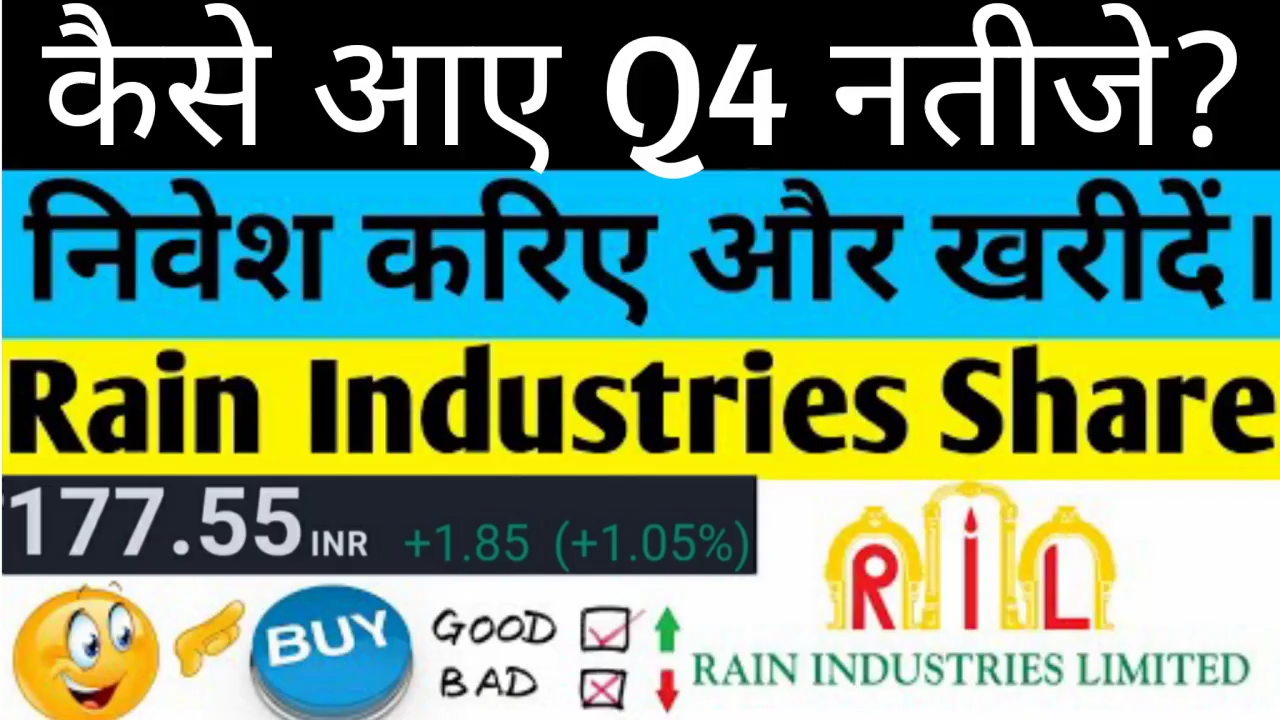 कैसे आए Q4 नतीजे?
निवेश करिए और खरीदें।
Rain Industries Share
177.55 INR +1.85 (+1.05%)
BUY
GOOD
BAD
RIL
RAIN INDUSTRIES LIMITED